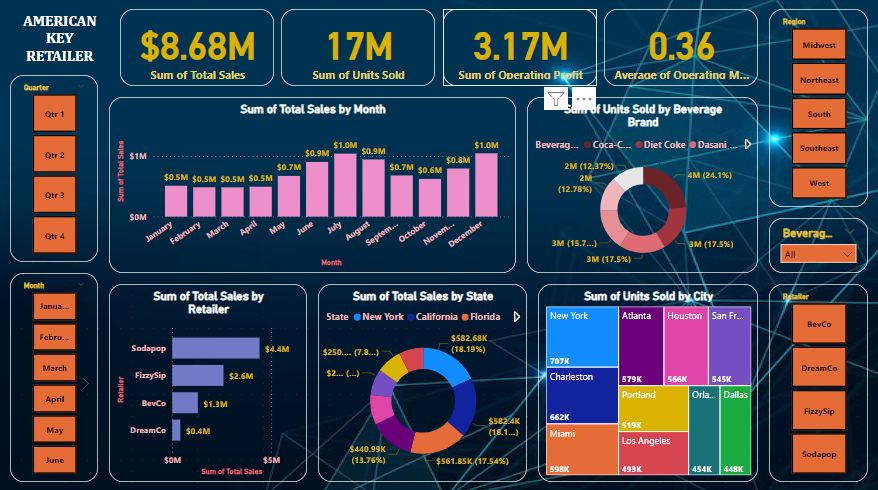 AMERICAN
KEY
RETAILER
$8.68M
Sum of Total Sales
17M
Sum of Units Sold
3.17M
Sum of Operating Profit
0.36
Average of Operating M...
Region
Midwest
Northeast
South
Southeast
West
Quarter
Qtr 1
Qtr 2
Qtr 3
Qtr 4
Sum of Total Sales by Month
Sum of Total Sales
$1M
$0M
$0.5M
$0.5M
$0.5M
$0.5M
$0.7M
$0.9M
$1.0M
$0.9M
$0.7M
$0.6M
$0.8M
$1.0M
January
February
March
April
May
June
July
August
Septem...
October
Novem...
December
Month
Sum of Units Sold by Beverage
Brand
Beverag... Coca-C... Diet Coke Dasani ...
2M (12.37%)
2M
(12.78%)
3M (15.7...)
3M (17.5%)
3M (17.5%)
4M (24.1%)
Beverag...
All
Month
Janua...
Febru...
March
April
May
June
Sum of Total Sales by
Retailer
Retailer
Sodapop
$4.4M
FizzySip
$2.6M
BevCo
$1.3M
DreamCo
$0.4M
$0M
$5M
Sum of Total Sales
Sum of Total Sales by State
State New York California Florida
$582.68K
(18.19%)
$582.4K
(18.1...)
$561.85K (17.54%)
$440.99K
(13.76%)
$2... (...)
$250.... (7.8...)
Sum of Units Sold by City
New York
707K
Charleston
662K
Miami
598K
Atlanta
579K
Houston
566K
San Fr...
545K
Portland
519K
Los Angeles
493K
Orla...
454K
Dallas
448K
Retailer
BevCo
DreamCo
FizzySip
Sodapop